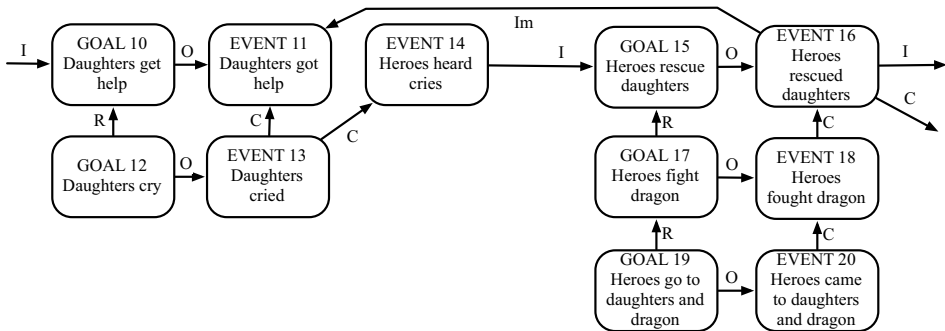 Im
I
GOAL 10
Daughters get
help
O
EVENT 11
Daughters got
help
EVENT 14
Heroes heard
cries
I
GOAL 15
Heroes rescue
daughters
O
EVENT 16
Heroes
rescued
daughters
I
C
R
C
C
R
C
GOAL 12
Daughters cry
O
EVENT 13
Daughters
cried
GOAL 17
Heroes fight
dragon
O
EVENT 18
Heroes
fought dragon
R
C
GOAL 19
Heroes go to
daughters and
dragon
O
EVENT 20
Heroes came
to daughters
and dragon